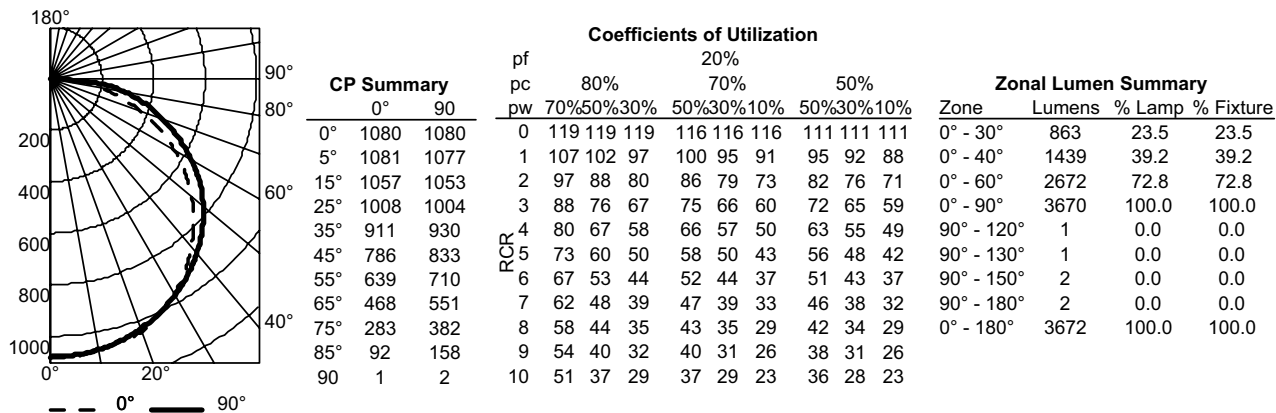 180°
90°
80°
200
400
60°
600
800
40°
1000
0° 20°
0° 90°
CP Summary
0° 90
0° 1080 1080
5° 1081 1077
15° 1057 1053
25° 1008 1004
35° 911 930
45° 786 833
55° 639 710
65° 468 551
75° 283 382
85° 92 158
90 1 2
Coefficients of Utilization
pf 20%
pc 80% 70% 50%
pw 70%50%30% 50%30%10% 50%30%10%
RCR
0 119 119 119 116 116 116 111 111 111
1 107 102 97 100 95 91 95 92 88
2 97 88 80 86 79 73 82 76 71
3 88 76 67 75 66 60 72 65 59
4 80 67 58 66 57 50 63 55 49
5 73 60 50 58 50 43 56 48 42
6 67 53 44 52 44 37 51 43 37
7 62 48 39 47 39 33 46 38 32
8 58 44 35 43 35 29 42 34 29
9 54 40 32 40 31 26 38 31 26
10 51 37 29 37 29 23 36 28 23
Zonal Lumen Summary
Zone Lumens % Lamp % Fixture
0° - 30° 863 23.5 23.5
0° - 40° 1439 39.2 39.2
0° - 60° 2672 72.8 72.8
0° - 90° 3670 100.0 100.0
90° - 120° 1 0.0 0.0
90° - 130° 1 0.0 0.0
90° - 150° 2 0.0 0.0
90° - 180° 2 0.0 0.0
0° - 180° 3672 100.0 100.0